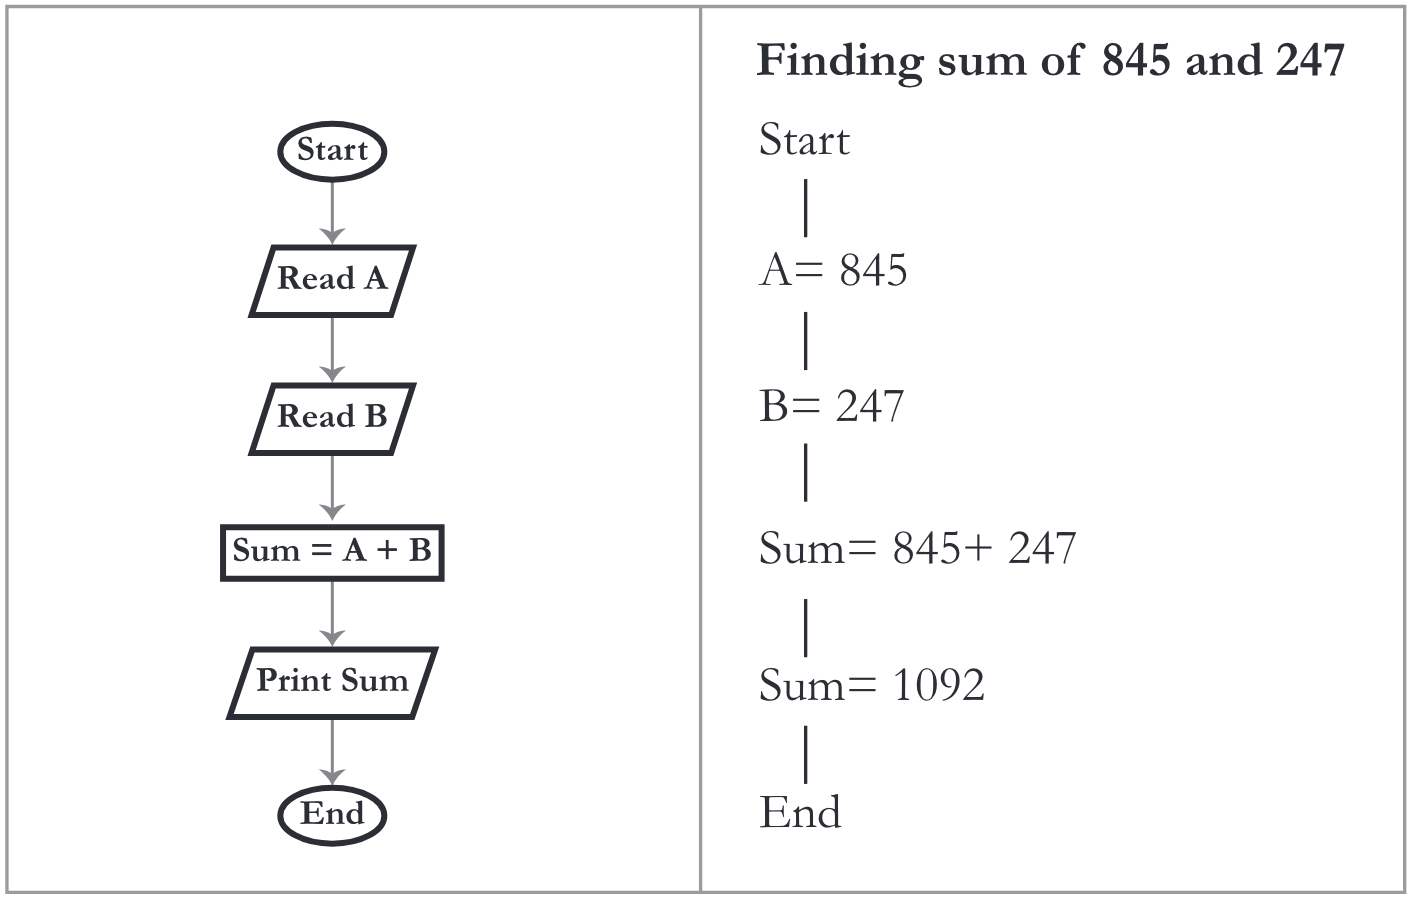 Start
Read A
Read B
Sum = A + B
Print Sum
End
Finding sum of 845 and 247
Start
A= 845
B= 247
Sum= 845+ 247
Sum= 1092
End